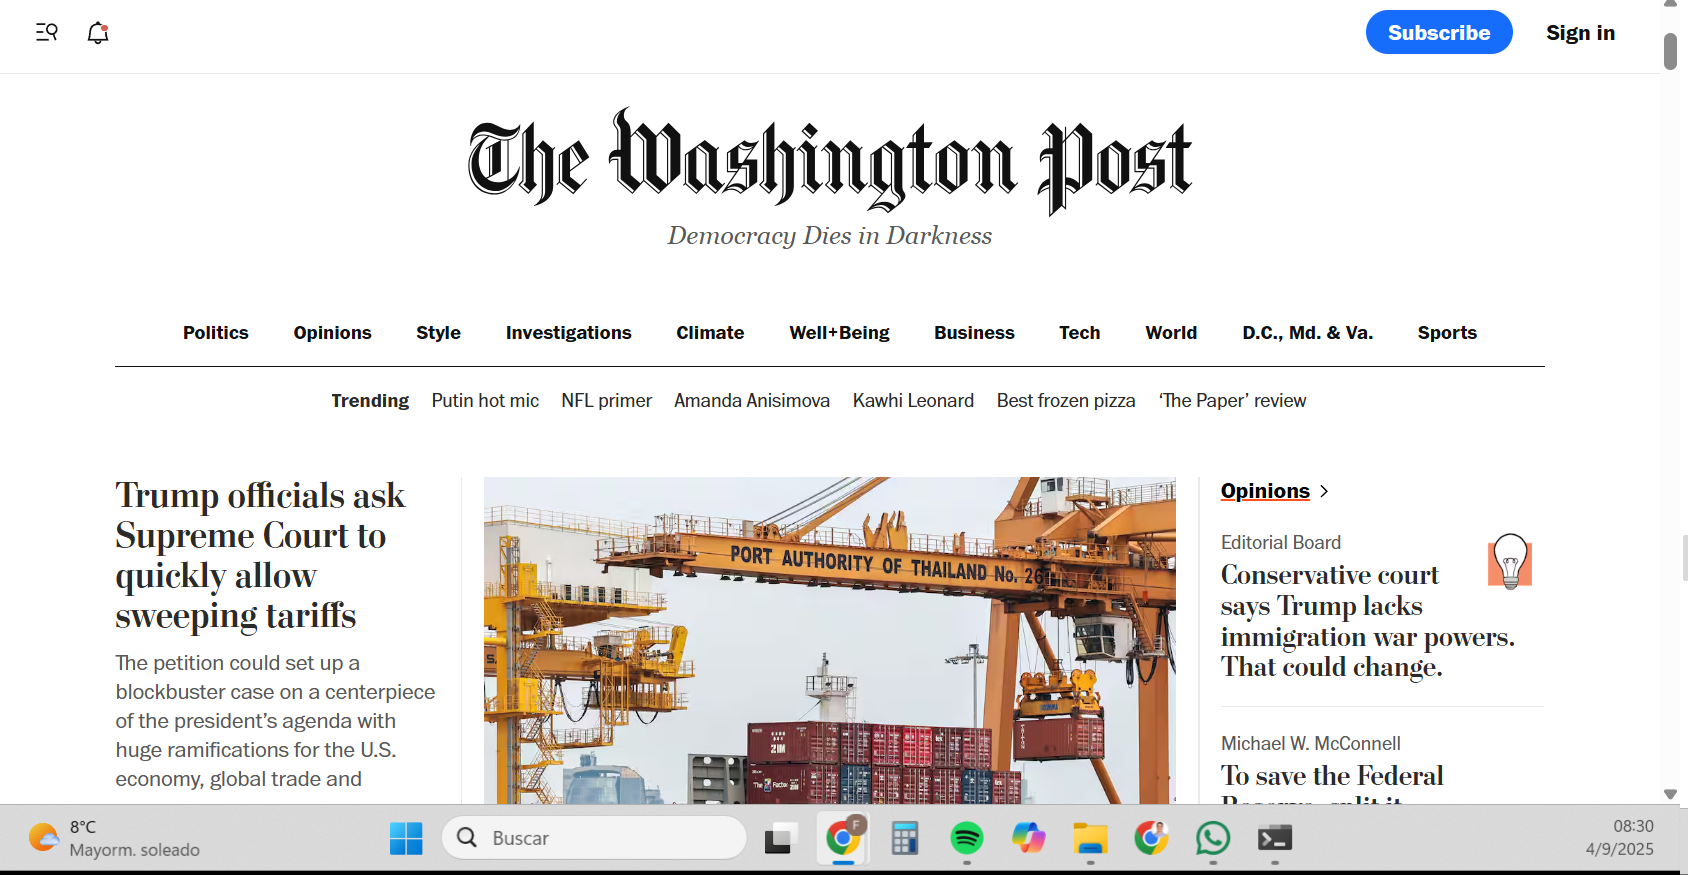 Subscribe
Sign in
The Washington Post
Democracy Dies in Darkness
Politics Opinions Style Investigations Climate Well+Being Business Tech World D.C., Md. & Va. Sports
Trending Putin hot mic NFL primer Amanda Anisimova Kawhi Leonard Best frozen pizza ‘The Paper’ review
Trump officials ask
Supreme Court to
quickly allow
sweeping tariffs
The petition could set up a
blockbuster case on a centerpiece
of the president’s agenda with
huge ramifications for the U.S.
economy, global trade and
PORT AUTHORITY OF THAILAND No. 26
ZIM
Opinions
Editorial Board
Conservative court
says Trump lacks
immigration war powers.
That could change.
Michael W. McConnell
To save the Federal
8°C
Mayorm. soleado
Buscar
F
08:30
4/9/2025